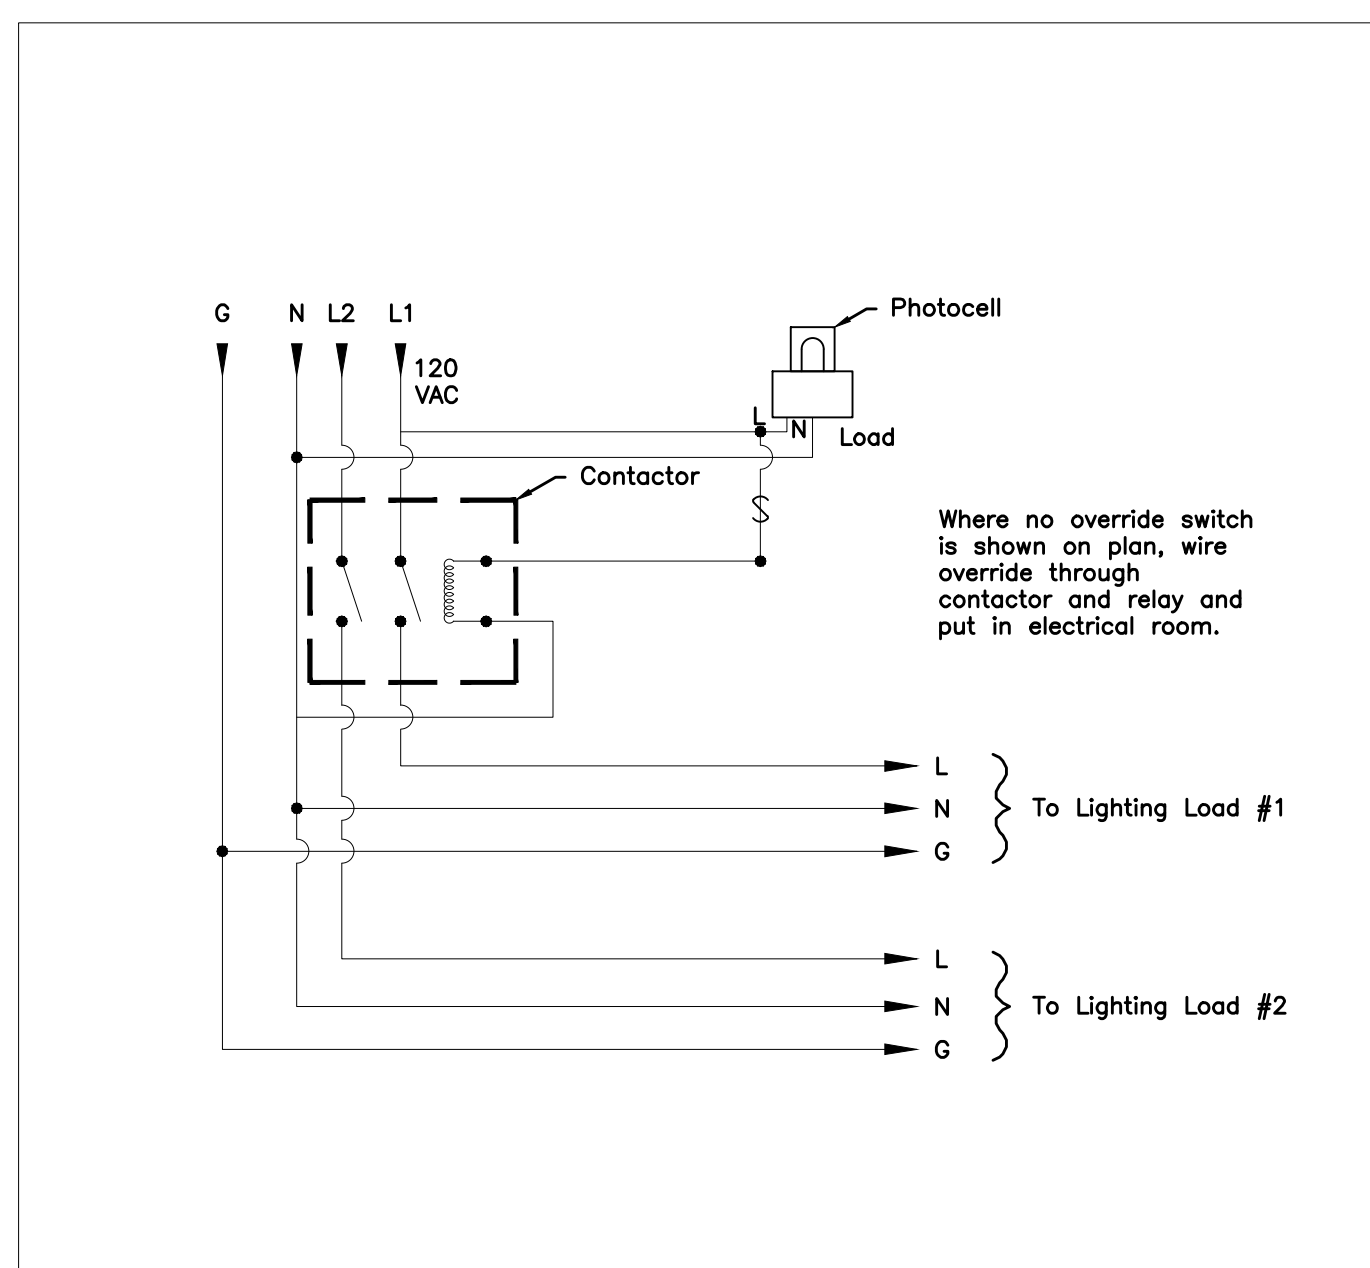 G N L2 L1
120
VAC
Photocell
L
N
Load
Contactor
Where no override switch
is shown on plan, wire
override through
contactor and relay and
put in electrical room.
L
N To Lighting Load #1
G
L
N To Lighting Load #2
G